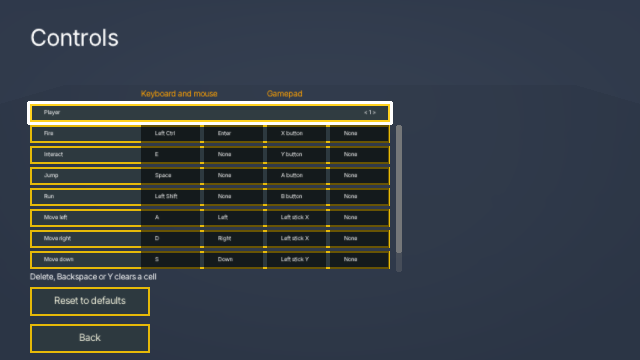 Controls
Keyboard and mouse Gamepad
Player <1>
Fire Left Ctrl Enter X button None
Interact E None Y button None
Jump Space None A button None
Run Left Shift None B button None
Move left A Left Left stick X None
Move right D Right Left stick X None
Move down S Down Left stick Y None
Delete, Backspace or Y clears a cell
Reset to defaults
Back